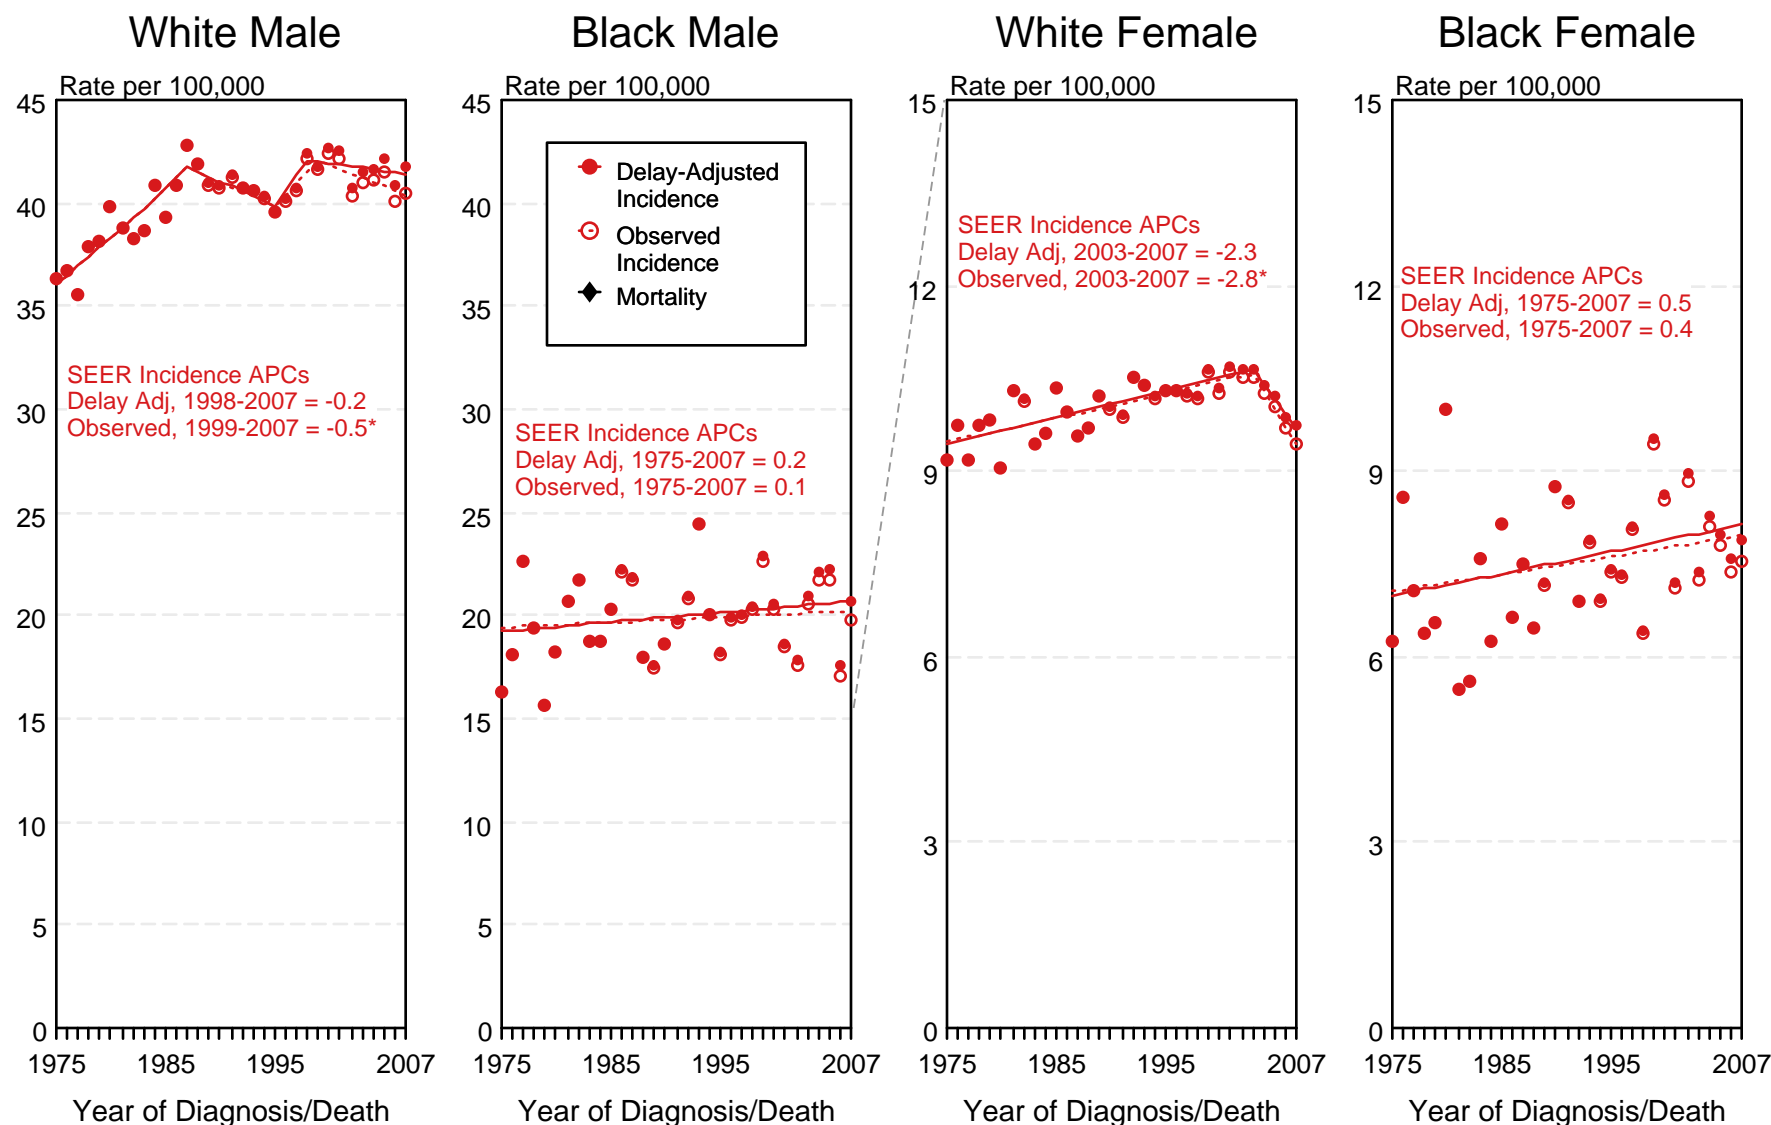 White Male
Black Male
White Female
Black Female
Rate per 100,000
Rate per 100,000
Rate per 100,000
Rate per 100,000
45
40
35
30
25
20
15
10
5
0
SEER Incidence APCs
Delay Adj, 1998-2007 = -0.2
Observed, 1999-2007 = -0.5*
1975
1985
1995
2007
Year of Diagnosis/Death
45
40
35
30
25
20
15
10
5
0
Delay-Adjusted
Incidence
Observed
Incidence
Mortality
SEER Incidence APCs
Delay Adj, 1975-2007 = 0.2
Observed, 1975-2007 = 0.1
1975
1985
1995
2007
Year of Diagnosis/Death
15
12
9
6
3
0
SEER Incidence APCs
Delay Adj, 2003-2007 = -2.3
Observed, 2003-2007 = -2.8*
1975
1985
1995
2007
Year of Diagnosis/Death
15
12
9
6
3
0
SEER Incidence APCs
Delay Adj, 1975-2007 = 0.5
Observed, 1975-2007 = 0.4
1975
1985
1995
2007
Year of Diagnosis/Death